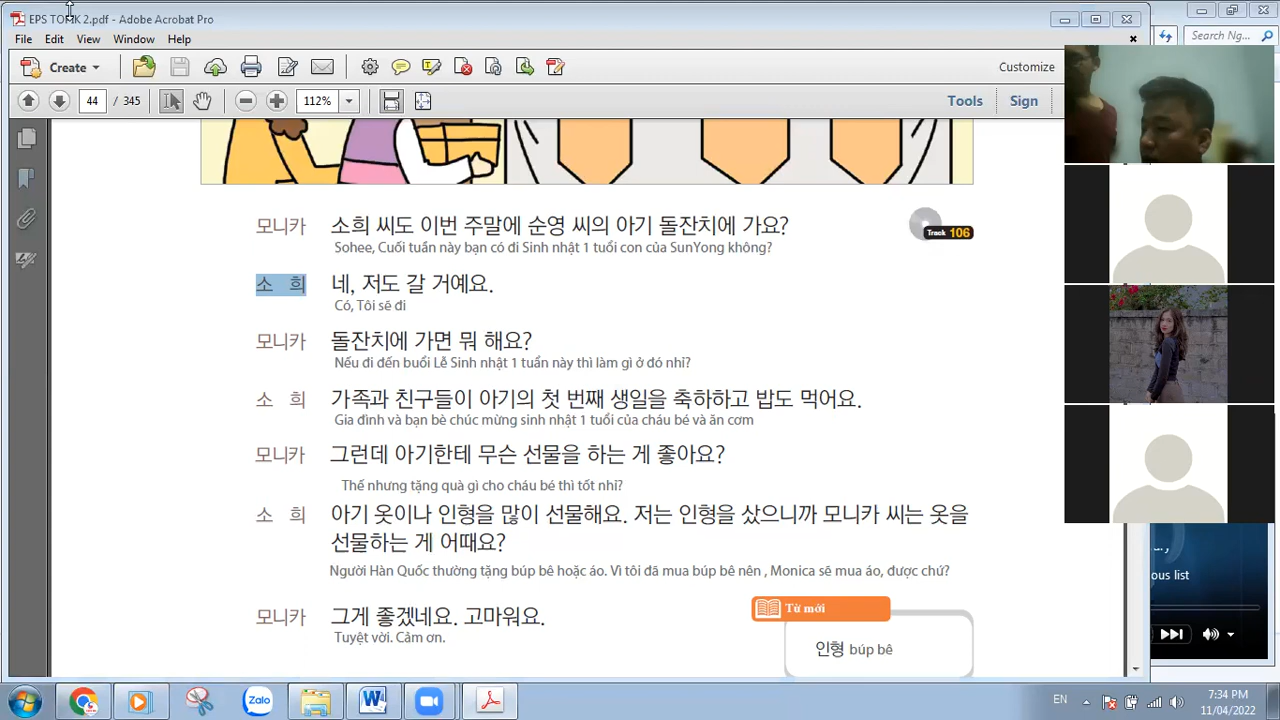 EPS TOPIK 2.pdf - Adobe Acrobat Pro
Search Ng...
File Edit View Window Help
Create
Customize
44 / 345
112%
Tools
Sign
모니카 소희 씨도 이번 주말에 순영 씨의 아기 돌잔치에 가요?
Track 106
Sohee, Cuối tuần này bạn có di Sinh nhật 1 tuổi con của SunYong không?
소 희 네, 저도 갈 거예요.
Có, Tôi sẽ đi
모니카 돌잔치에 가면 뭐 해요?
Nếu đi đến buổi Lễ Sinh nhật 1 tuần này thì làm gì ở đó nhỉ?
소 희 가족과 친구들이 아기의 첫 번째 생일을 축하하고 밥도 먹어요.
Gia đình và bạn bè chúc mừng sinh nhật 1 tuổi của cháu bé và ăn cơm
모니카 그런데 아기한테 무슨 선물을 하는 게 좋아요?
Thế nhưng tặng quà gì cho cháu bé thì tốt nhỉ?
소 희 아기 옷이나 인형을 많이 선물해요. 저는 인형을 샀으니까 모니카 씨는 옷을
선물하는 게 어때요?
ous list
Người Hàn Quốc thường tặng búp bê hoặc áo. Vì tôi đã mua búp bê nên , Monica sẽ mua áo, được chứ?
Từ mới
모니카 그게 좋겠네요. 고마워요.
Tuyệt vời. Cảm ơn.
인형 búp bê
Zalo
EN
7:34 PM
11/04/2022